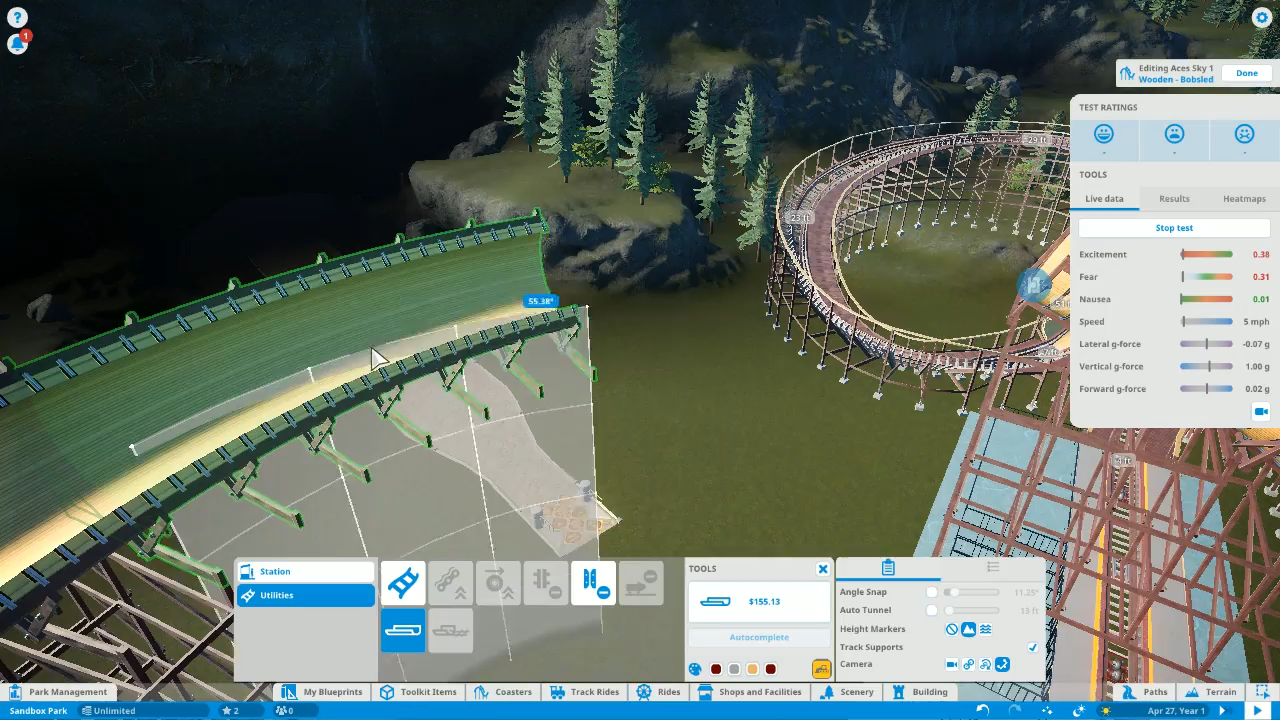 ?
1
Editing Aces Sky 1
Wooden - Bobsled
Done
TEST RATINGS
- - -
TOOLS
Live data Results Heatmaps
Stop test
Excitement 0.38
Fear 0.31
Nausea 0.01
Speed 5 mph
Lateral g-force -0.07 g
Vertical g-force 1.00 g
Forward g-force 0.02 g
23 ft
55.38°
Station
Utilities
TOOLS
$155.13
Autocomplete
Angle Snap 11.25°
Auto Tunnel 13 ft
Height Markers
Track Supports
Camera
Park Management
My Blueprints
Toolkit Items
Coasters
Track Rides
Rides
Shops and Facilities
Scenery
Building
Paths
Terrain
Sandbox Park
Unlimited
2
0
Apr 27, Year 1